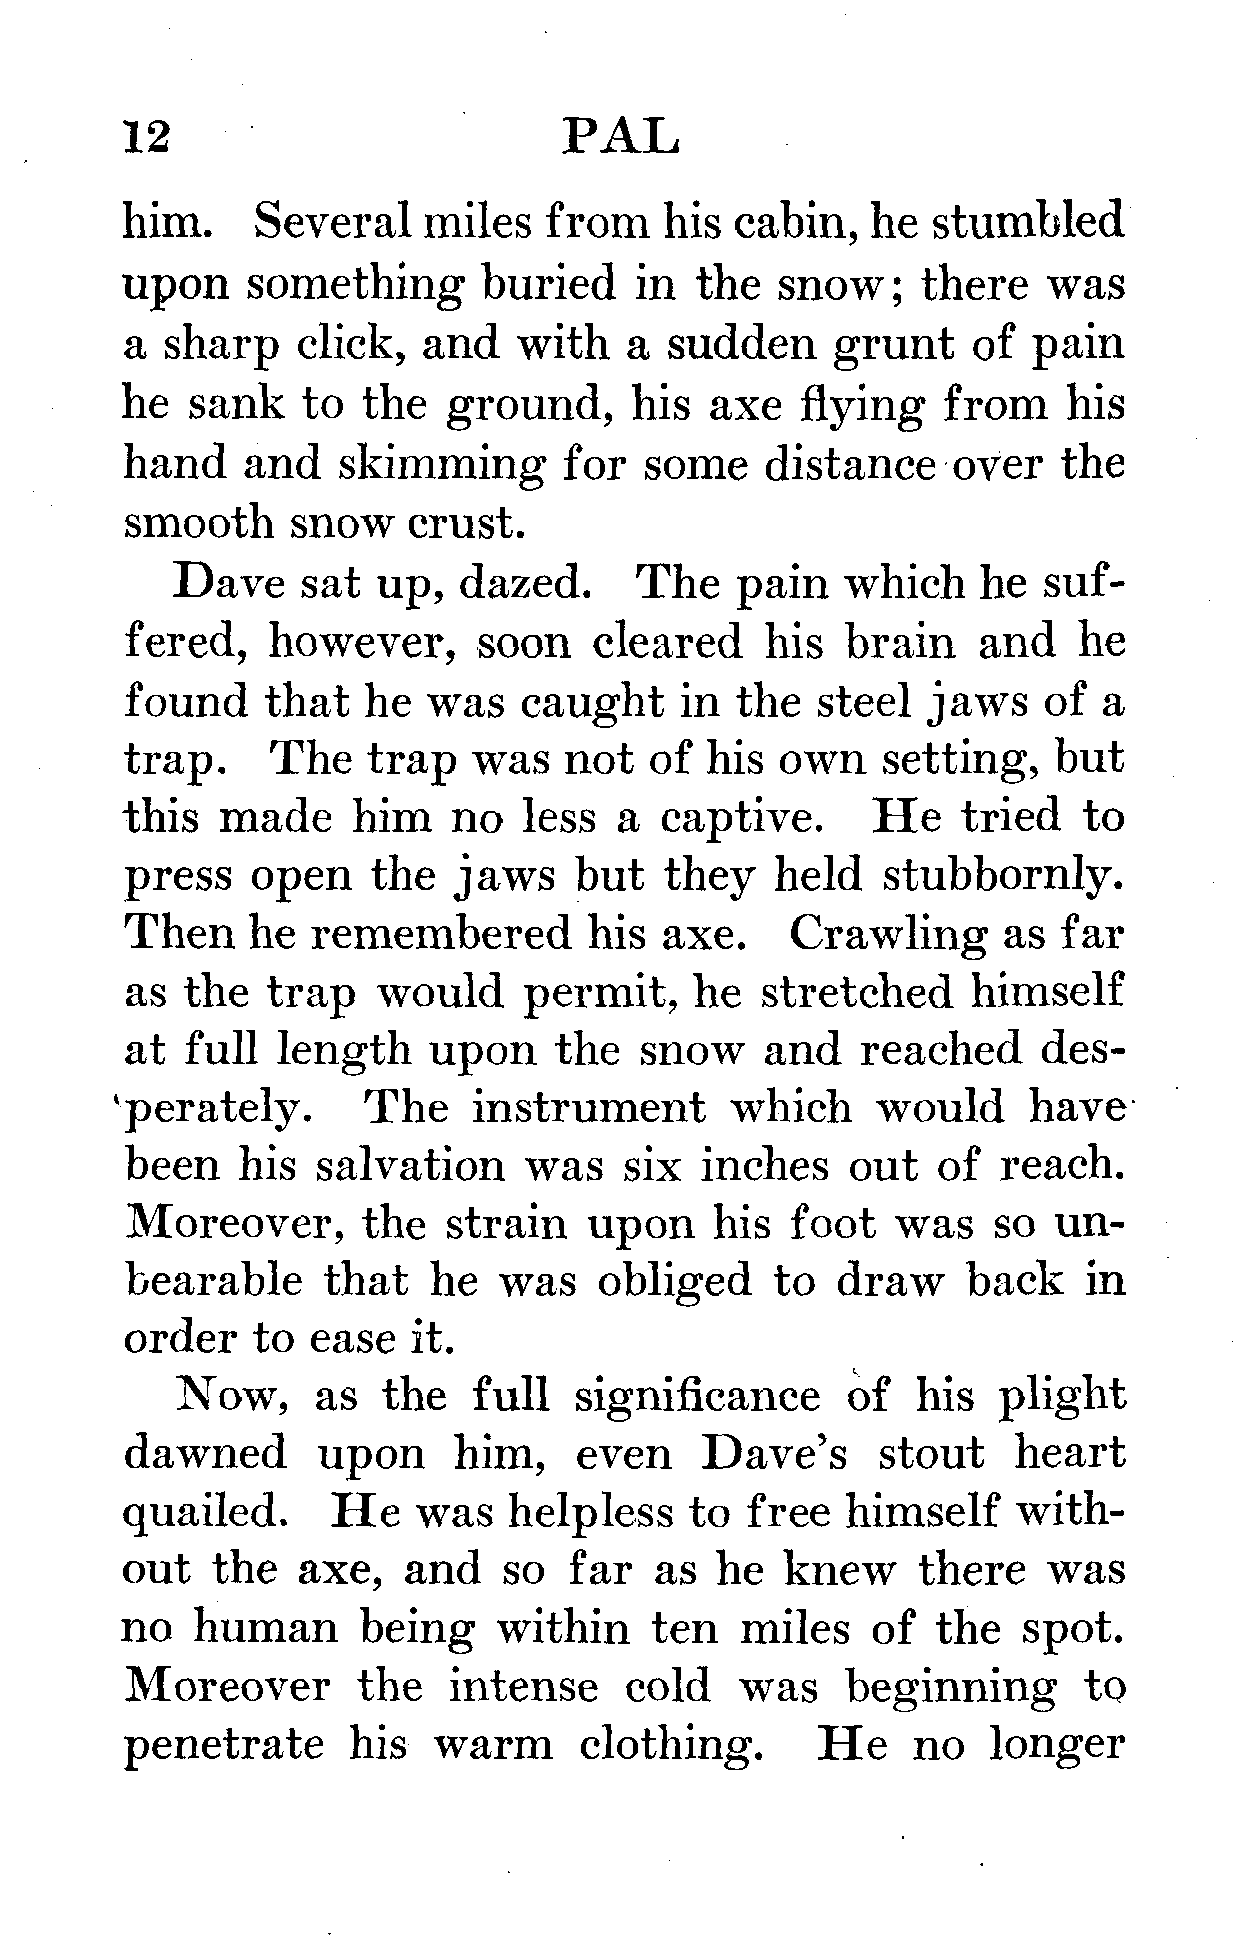 12 PAL
him. Several miles from his cabin, he stumbled
upon something buried in the snow; there was
a sharp click, and with a sudden grunt of pain
he sank to the ground, his axe flying from his
hand and skimming for some distance over the
smooth snow crust.
Dave sat up, dazed. The pain which he suf-
fered, however, soon cleared his brain and he
found that he was caught in the steel jaws of a
trap. The trap was not of his own setting, but
this made him no less a captive. He tried to
press open the jaws but they held stubbornly.
Then he remembered his axe. Crawling as far
as the trap would permit, he stretched himself
at full length upon the snow and reached des-
perately. The instrument which would have
been his salvation was six inches out of reach.
Moreover, the strain upon his foot was so un-
bearable that he was obliged to draw back in
order to ease it.
Now, as the full significance of his plight
dawned upon him, even Dave's stout heart
quailed. He was helpless to free himself with-
out the axe, and so far as he knew there was
no human being within ten miles of the spot.
Moreover the intense cold was beginning to
penetrate his warm clothing. He no longer